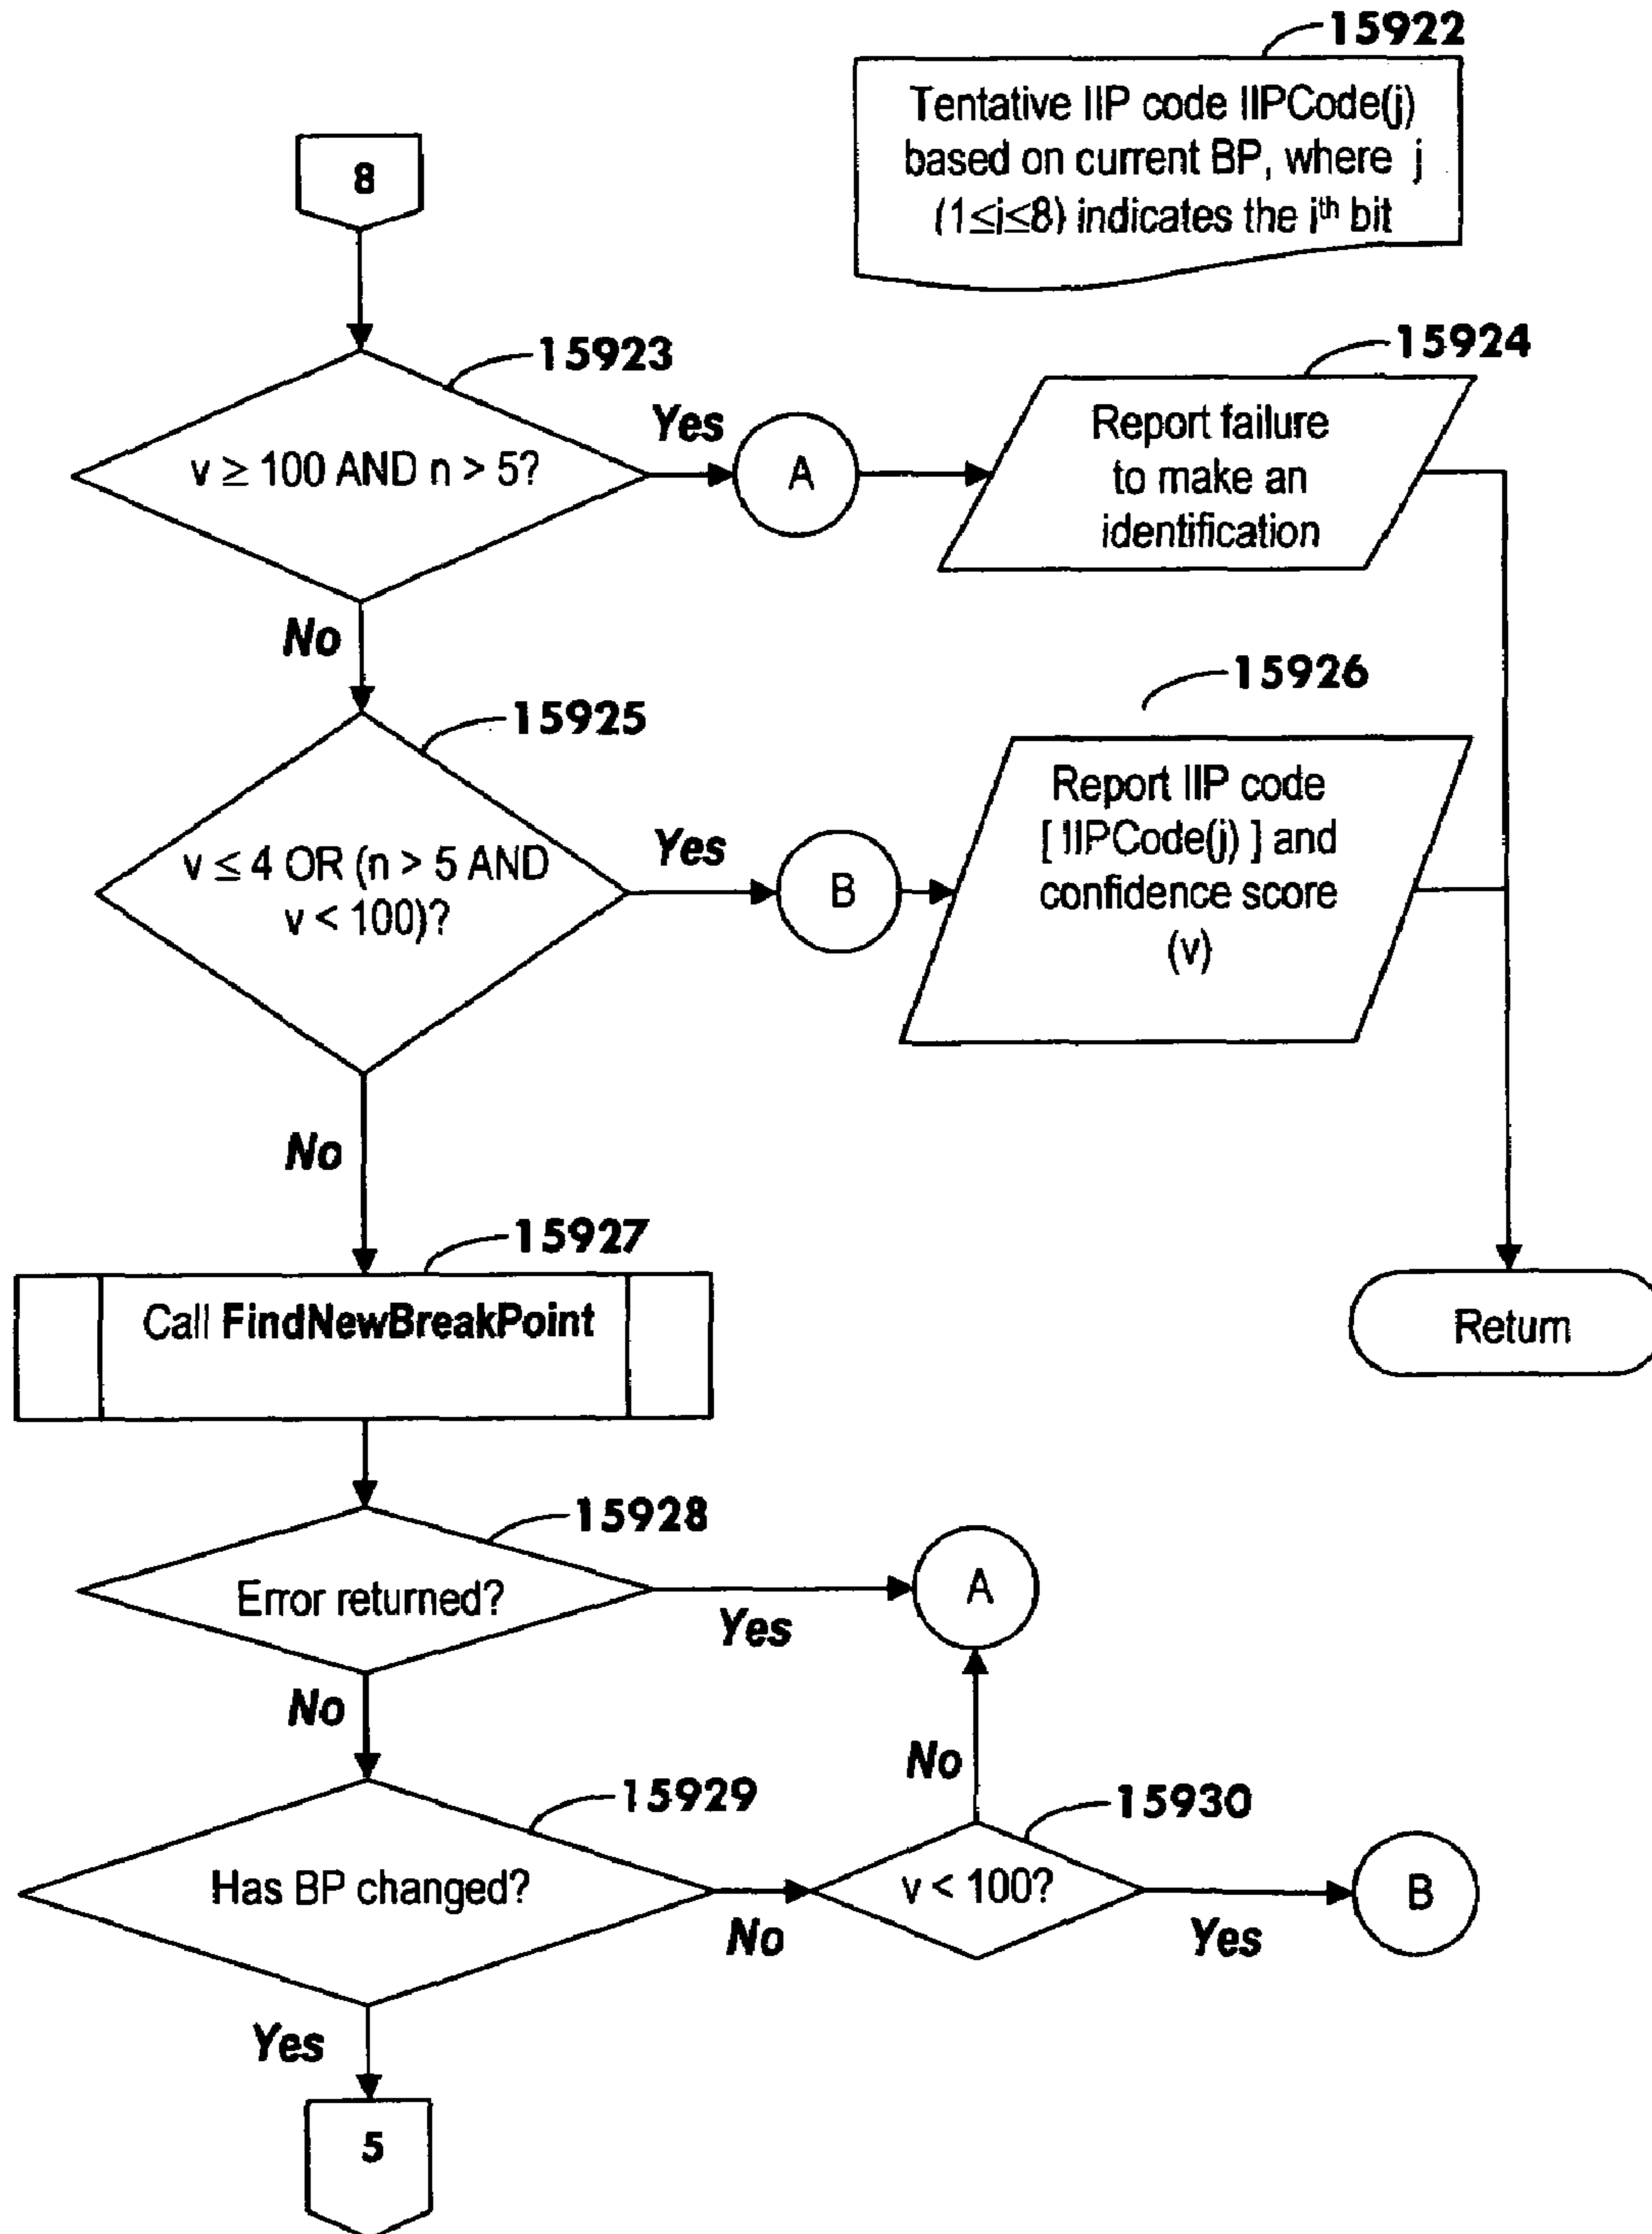 15922
Tentative IIP code IIPCode(j)
based on current BP, where j
(1≤j≤8) indicates the jth bit
8
15923
v ≥ 100 AND n > 5?
Yes
A
15924
Report failure
to make an
identification
No
15925
v ≤ 4 OR (n > 5 AND
v < 100)?
Yes
B
15926
Report IIP code
[ IIPCode(j) ] and
confidence score
(v)
No
15927
Call FindNewBreakPoint
Return
15928
Error returned?
Yes
A
No
No
15929
Has BP changed?
No
15930
v < 100?
Yes
B
Yes
5